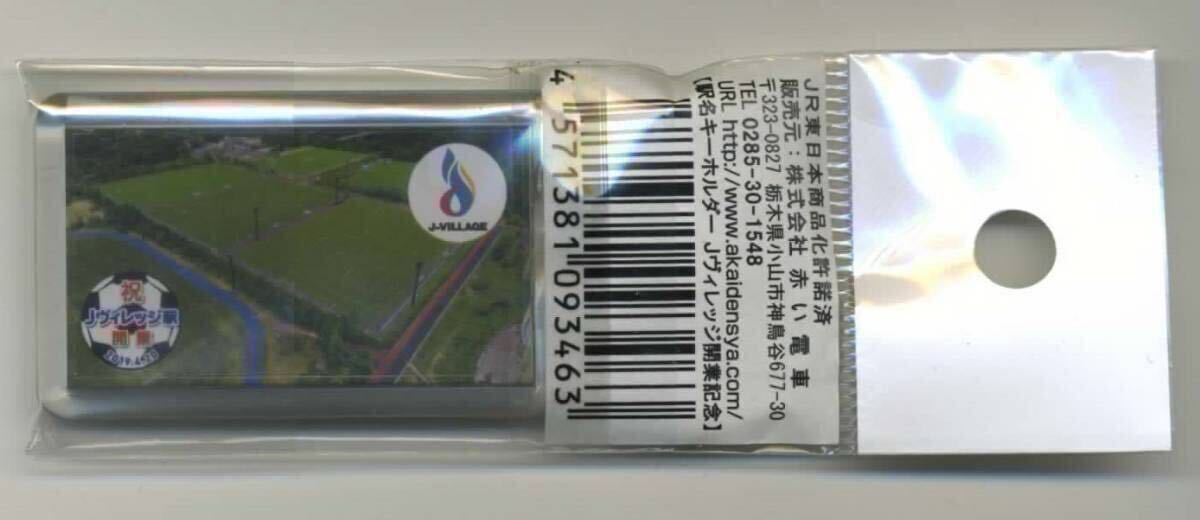 J-VILLAGE
祝
Jヴィレッジ駅
開業
2019.4.20
JR東日本商品化許諾済
販売元：株式会社 赤い電車
〒323-0827 栃木県小山市神鳥谷677-30
TEL 0285-30-1548
URL http://www.akaidensya.com/
【駅名キーホルダー Jヴィレッジ開業記念】
4 571381 093463